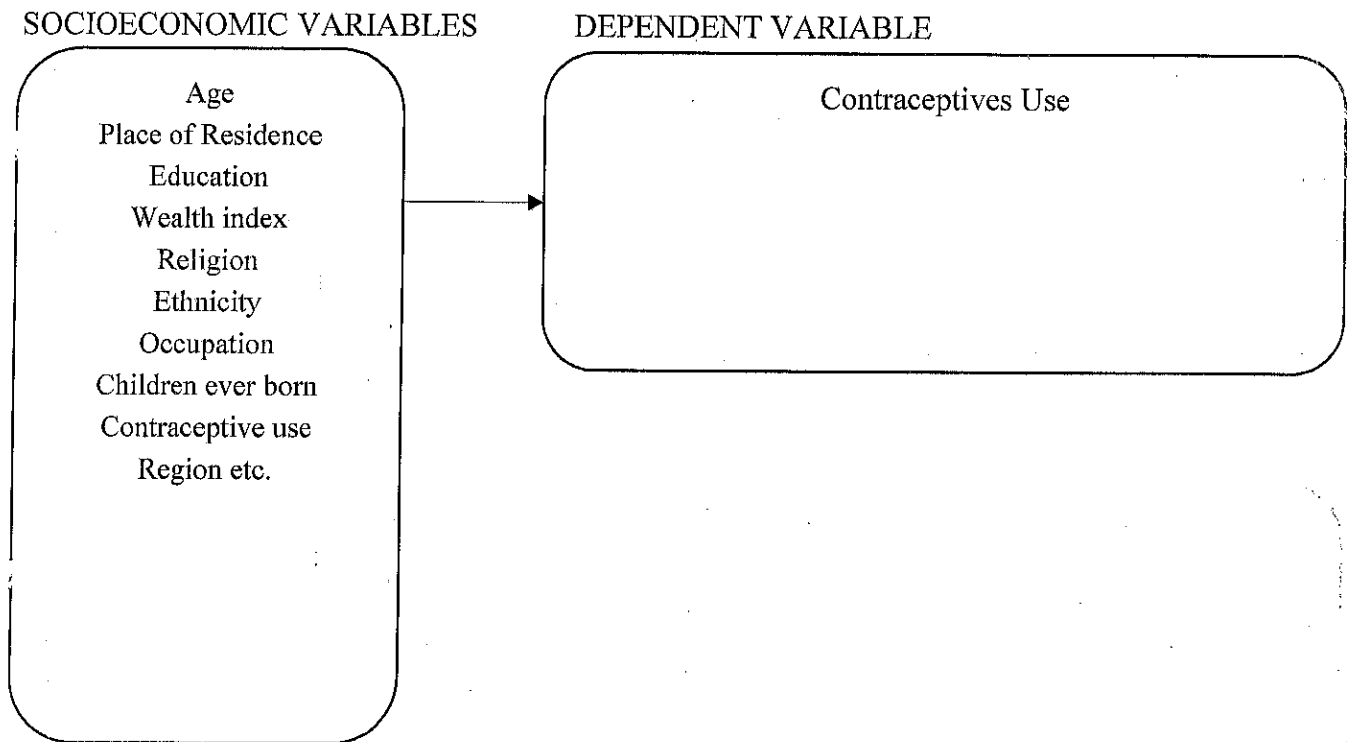 SOCIOECONOMIC VARIABLES
Age
Place of Residence
Education
Wealth index
Religion
Ethnicity
Occupation
Children ever born
Contraceptive use
Region etc.
DEPENDENT VARIABLE
Contraceptives Use